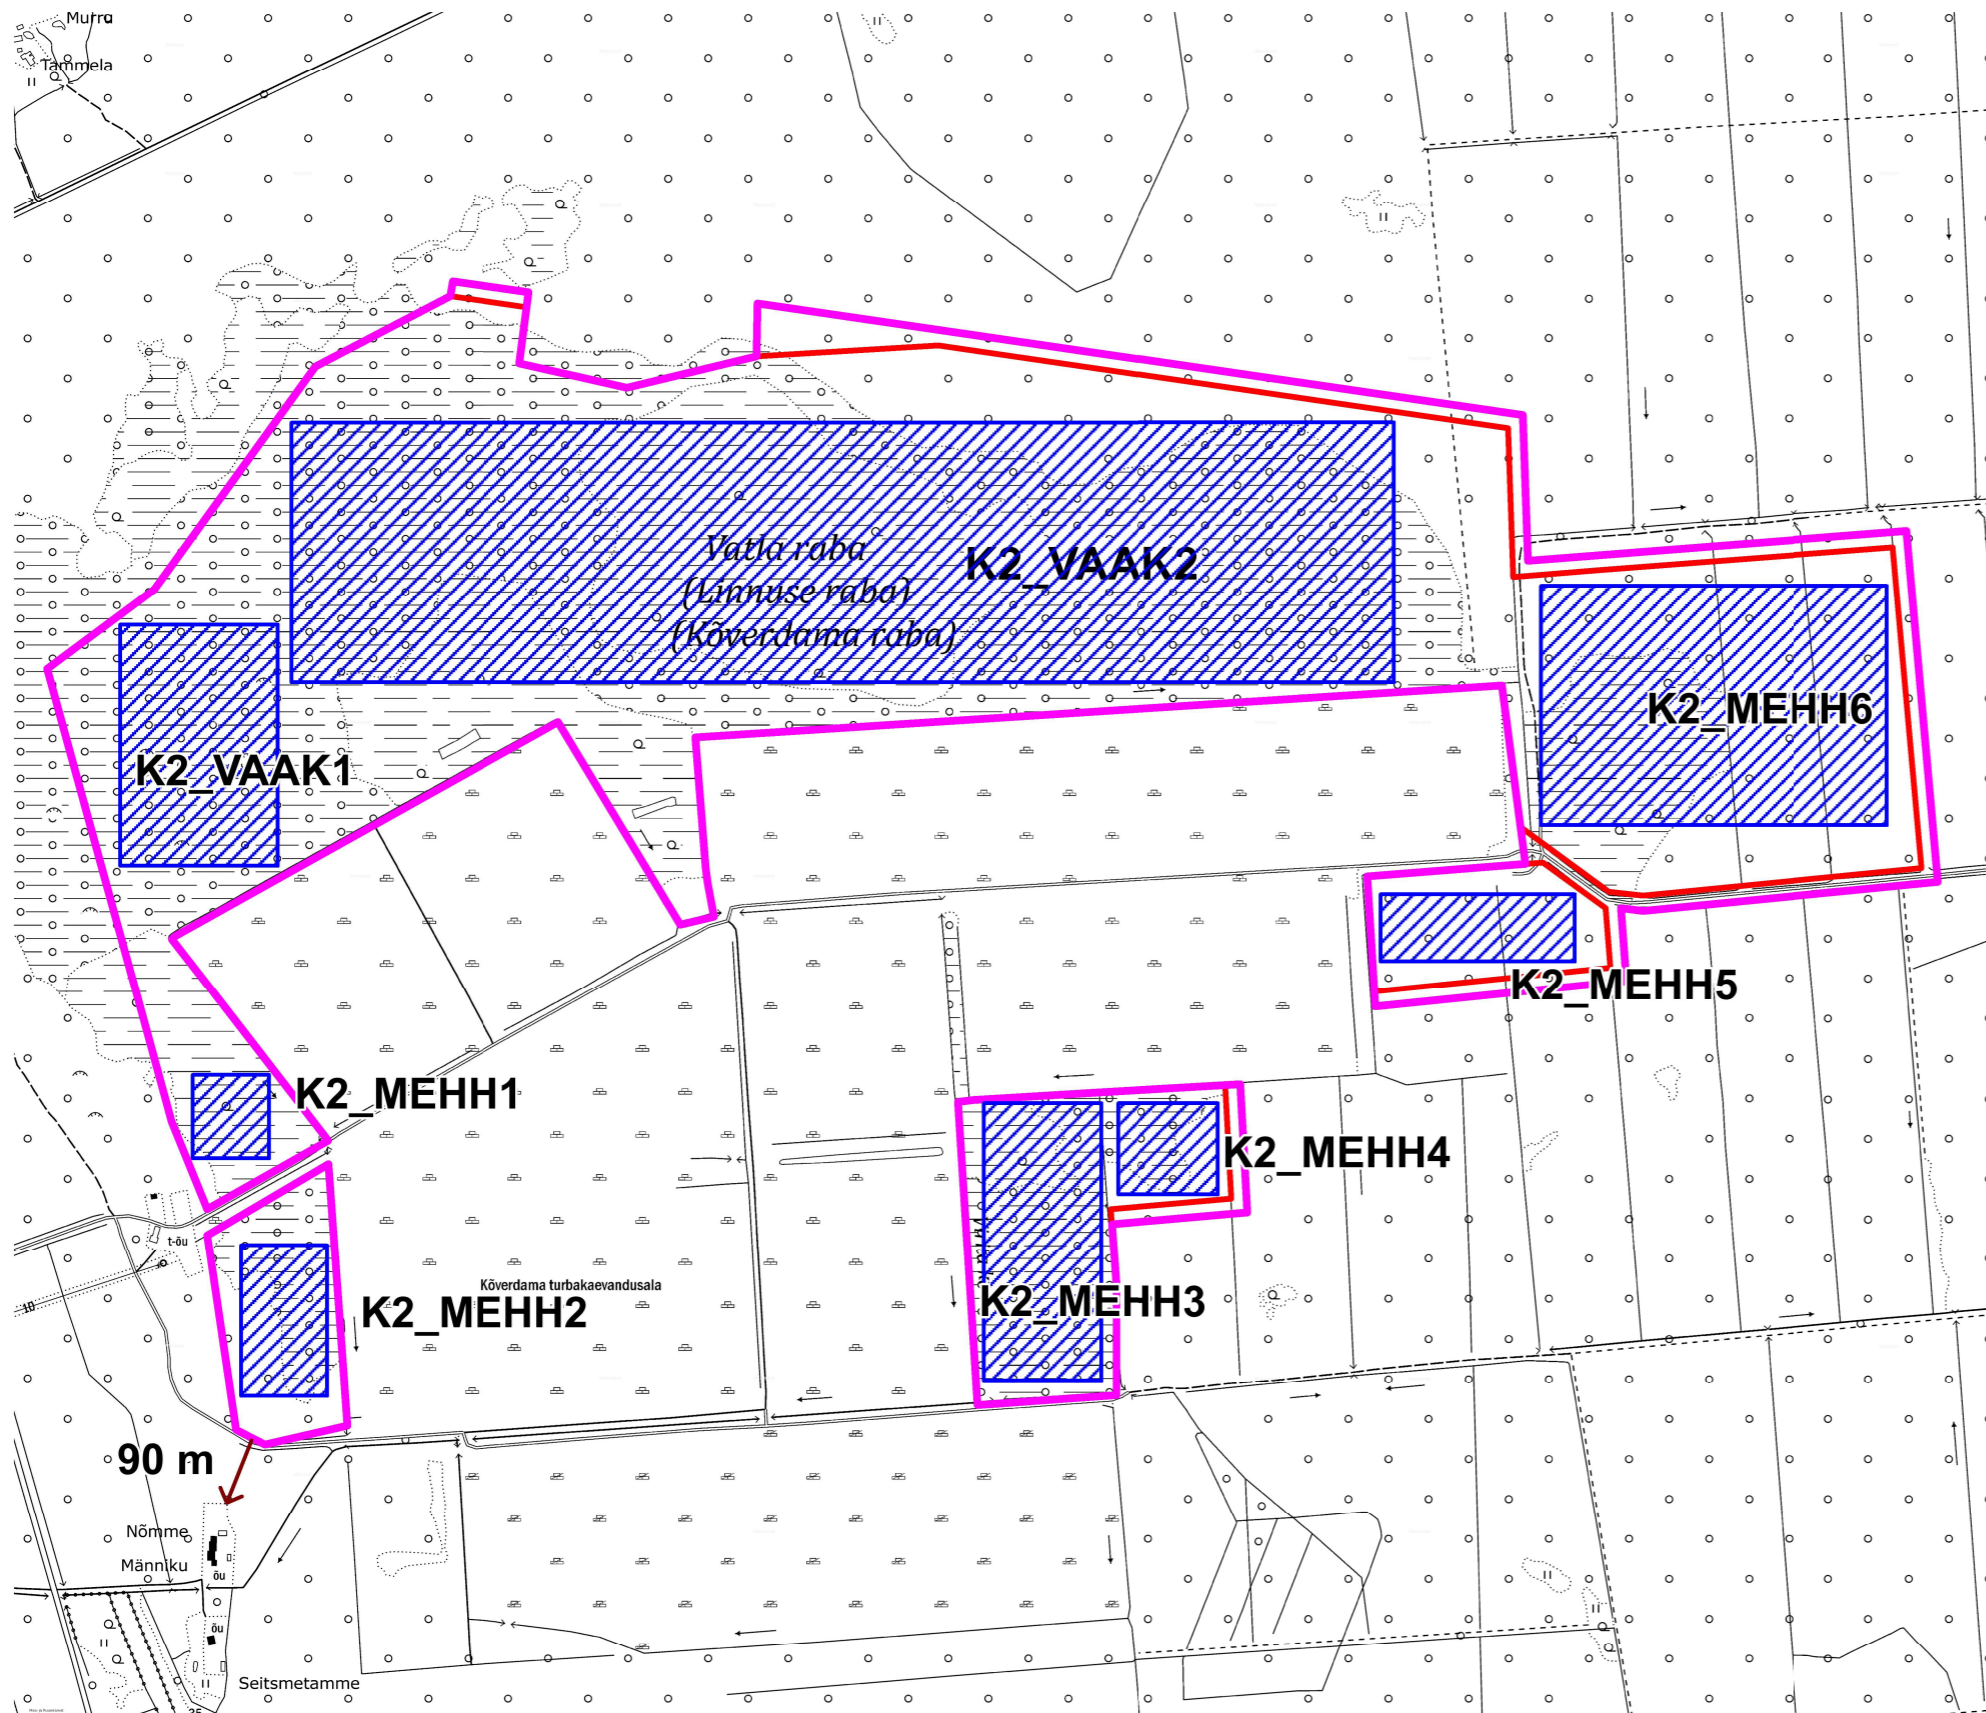 Murru
Tammela
Vatla raba
(Linnuse raba)
(Kõverdama raba)
K2_VAAK2
K2_MEHH6
K2_VAAK1
K2_MEHH5
K2_MEHH1
K2_MEHH4
t-õu
Kõverdama turbakaevandusala
K2_MEHH3
K2_MEHH2
10
90 m
Nõmme
Männiku
õu
õu
Seitsmetamme